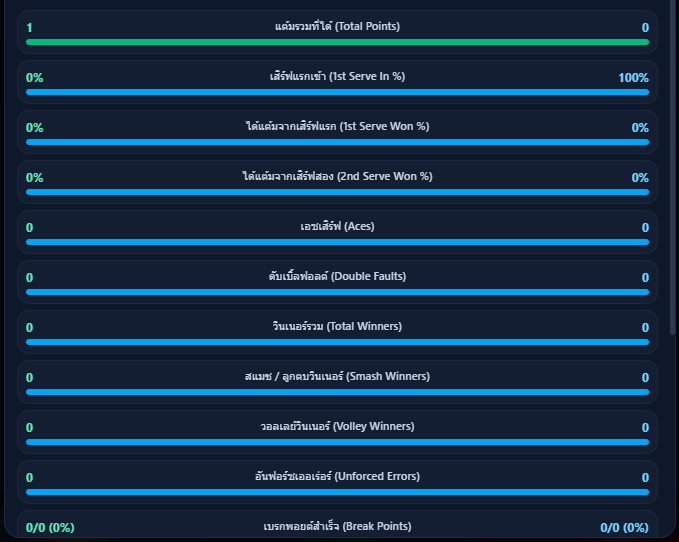 1 แต้มรวมที่ได้ (Total Points) 0
0% เสิร์ฟแรกเข้า (1st Serve In %) 100%
0% ได้แต้มจากเสิร์ฟแรก (1st Serve Won %) 0%
0% ได้แต้มจากเสิร์ฟสอง (2nd Serve Won %) 0%
0 เอซเสิร์ฟ (Aces) 0
0 ดับเบิ้ลฟอลต์ (Double Faults) 0
0 วินเนอร์รวม (Total Winners) 0
0 สแมช / ลูกตบวินเนอร์ (Smash Winners) 0
0 วอลเลย์วินเนอร์ (Volley Winners) 0
0 อันฟอร์ซเออเร่อร์ (Unforced Errors) 0
0/0 (0%) เบรกพอยต์สำเร็จ (Break Points) 0/0 (0%)